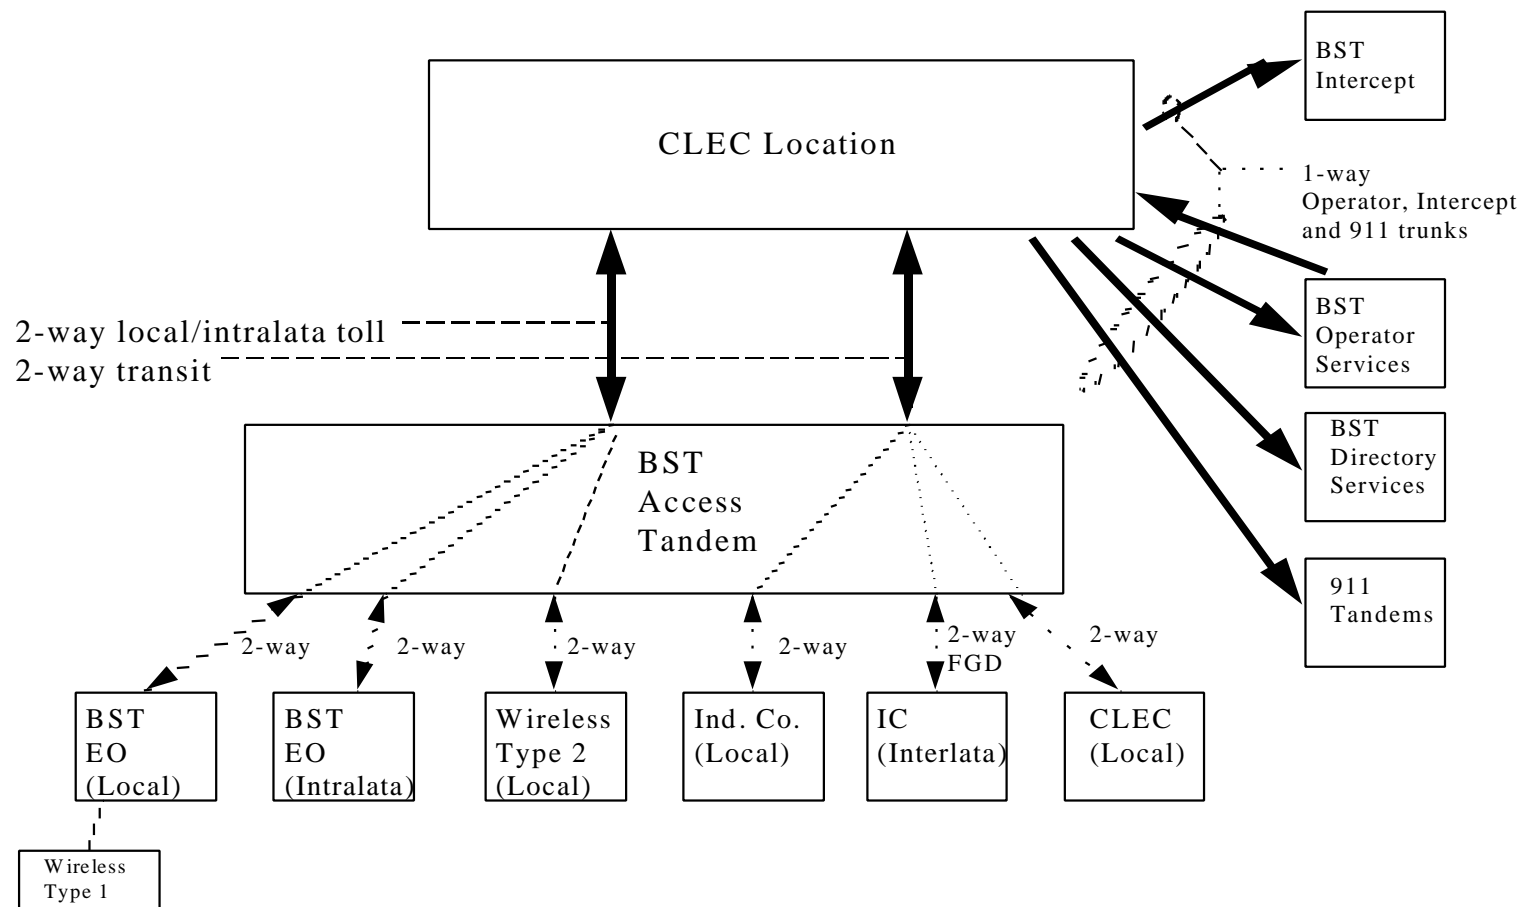 BST
Intercept
CLEC Location
1-way
Operator, Intercept
and 911 trunks
BST
Operator
Services
2-way local/intralata toll
2-way transit
BST
Directory
Services
BST
Access
Tandem
911
Tandems
2-way
2-way
2-way
2-way
2-way
FGD
2-way
BST
EO
(Local)
BST
EO
(Intralata)
Wireless
Type 2
(Local)
Ind. Co.
(Local)
IC
(Interlata)
CLEC
(Local)
Wireless
Type 1